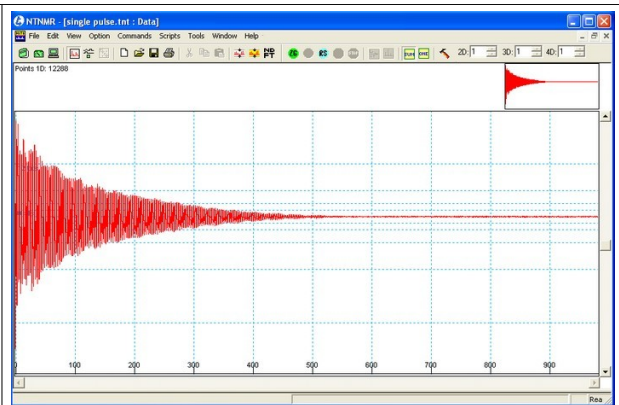 NTNMR - [single pulse.tnt : Data]
File Edit View Option Commands Scripts Tools Window Help
2D: 1 3D: 1 4D: 1
Points 1D: 12288
100 200 300 400 500 600 700 800 900
Rea